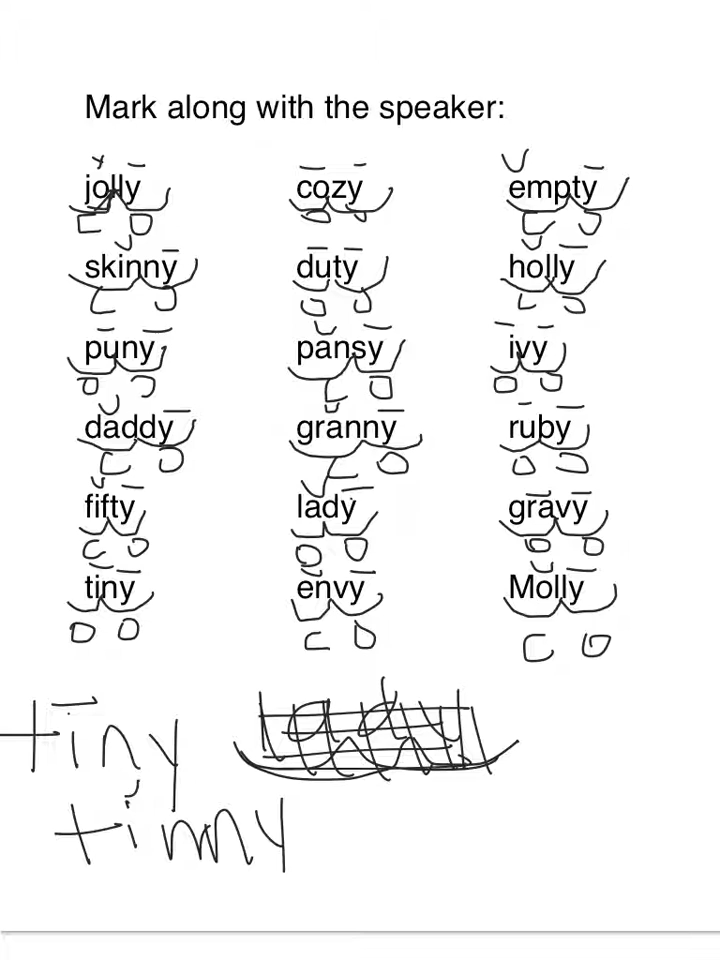 Mark along with the speaker:
jolly cozy empty
skinny duty holly
puny pansy ivy
daddy granny ruby
fifty lady gravy
tiny envy Molly
tiny
tinny